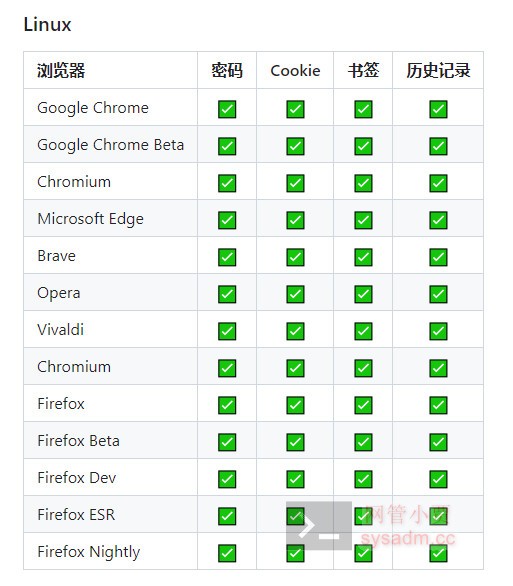 Linux
浏览器 密码 Cookie 书签 历史记录
Google Chrome ✅ ✅ ✅ ✅
Google Chrome Beta ✅ ✅ ✅ ✅
Chromium ✅ ✅ ✅ ✅
Microsoft Edge ✅ ✅ ✅ ✅
Brave ✅ ✅ ✅ ✅
Opera ✅ ✅ ✅ ✅
Vivaldi ✅ ✅ ✅ ✅
Chromium ✅ ✅ ✅ ✅
Firefox ✅ ✅ ✅ ✅
Firefox Beta ✅ ✅ ✅ ✅
Firefox Dev ✅ ✅ ✅ ✅
Firefox ESR ✅ ✅ ✅ ✅
网管小
Firefox Nightly ✅ ✅ ✅ ✅
sysadm.cc